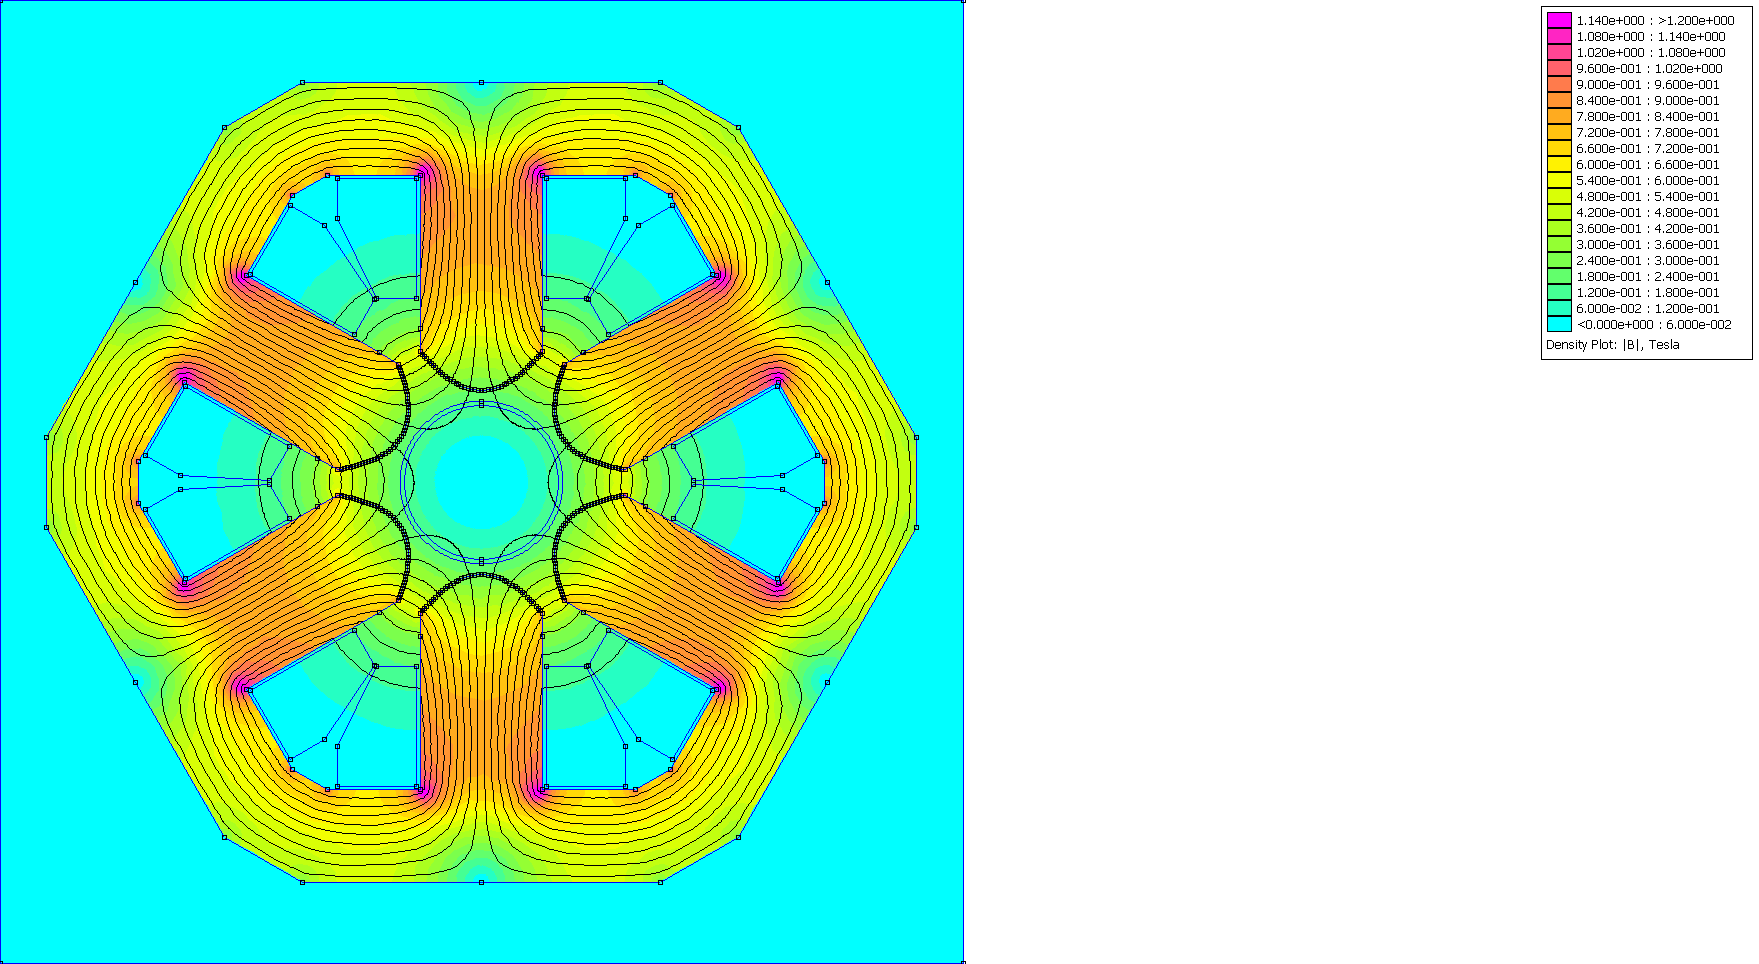 1.140e+000 : >1.200e+000
1.080e+000 : 1.140e+000
1.020e+000 : 1.080e+000
9.600e-001 : 1.020e+000
9.000e-001 : 9.600e-001
8.400e-001 : 9.000e-001
7.800e-001 : 8.400e-001
7.200e-001 : 7.800e-001
6.600e-001 : 7.200e-001
6.000e-001 : 6.600e-001
5.400e-001 : 6.000e-001
4.800e-001 : 5.400e-001
4.200e-001 : 4.800e-001
3.600e-001 : 4.200e-001
3.000e-001 : 3.600e-001
2.400e-001 : 3.000e-001
1.800e-001 : 2.400e-001
1.200e-001 : 1.800e-001
6.000e-002 : 1.200e-001
<0.000e+000 : 6.000e-002
Density Plot: |B|, Tesla